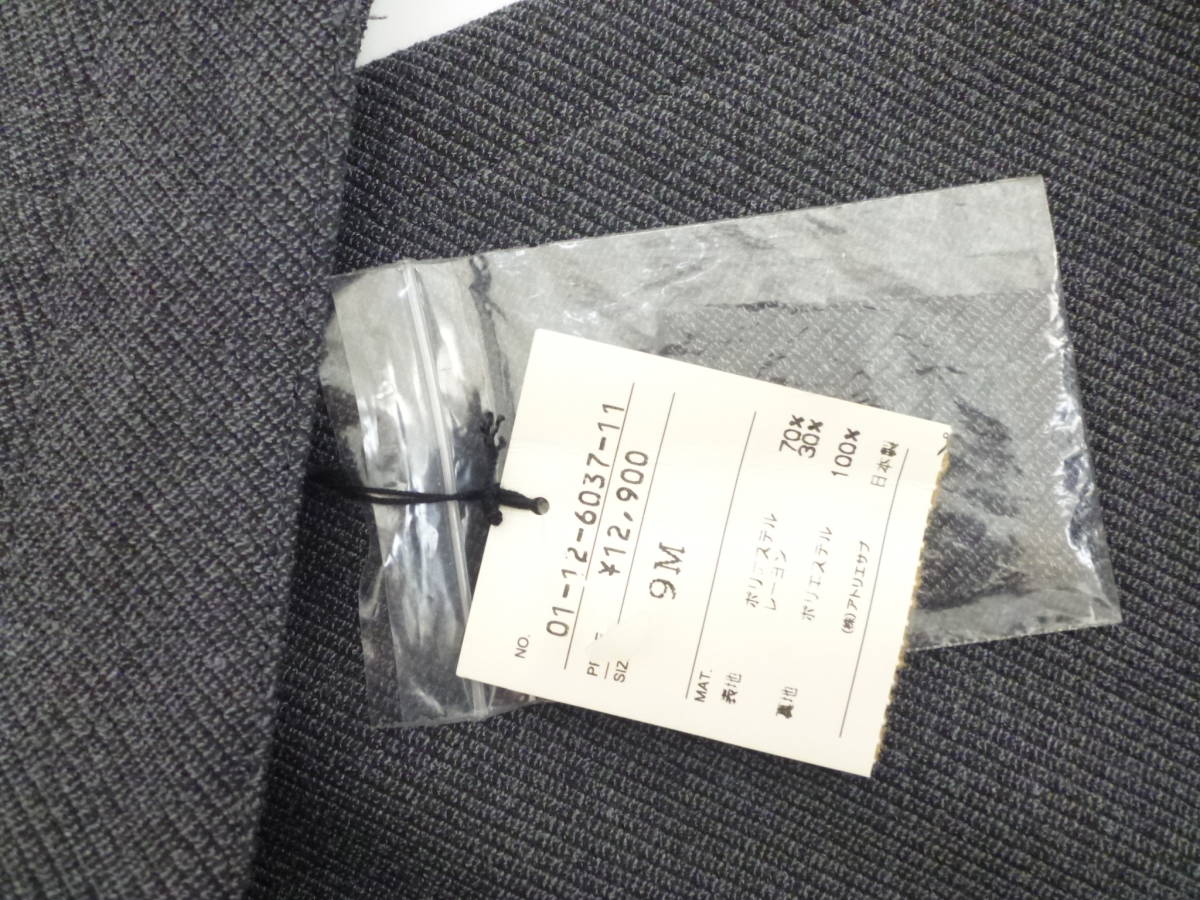 NO.
01-12-6037-11
¥12,900
SIZ
9M
MAT.
表地 ポリエステル 70%
レーヨン 30%
裏地 ポリエステル 100%
(株)アトリエサブ 日本製